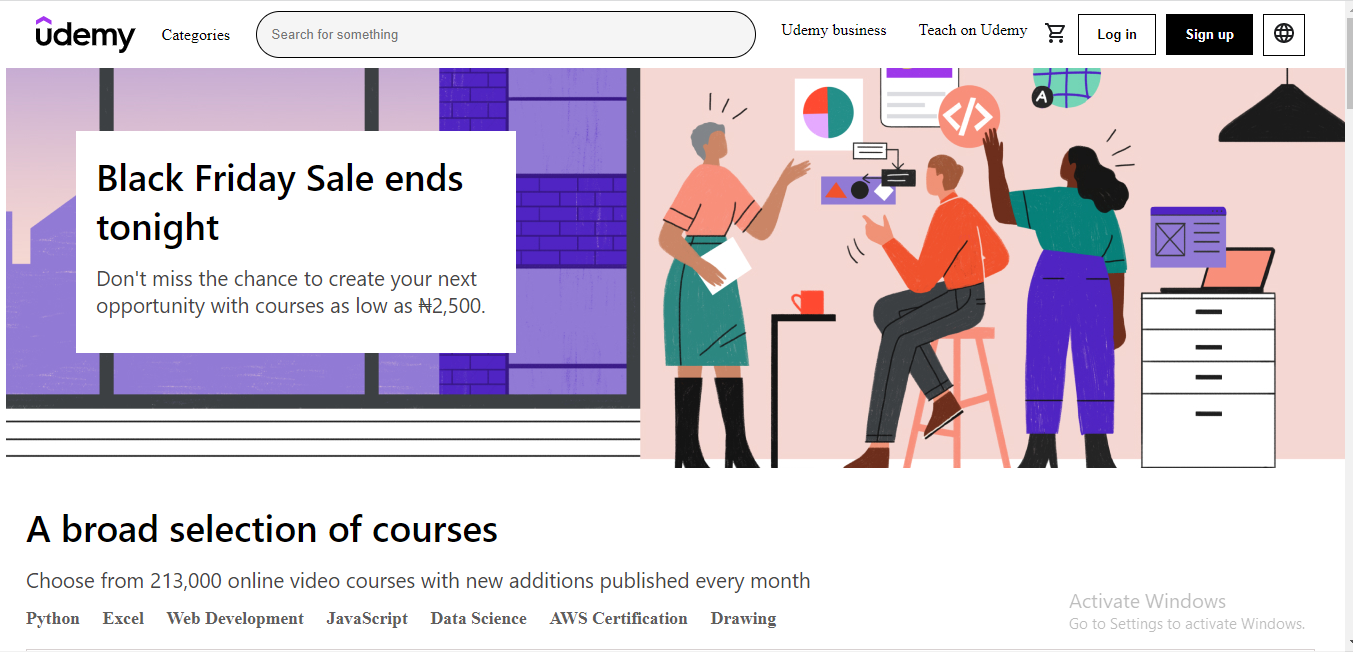 udemy
Categories
Search for something
Udemy business
Teach on Udemy
Log in
Sign up
Black Friday Sale ends
tonight
Don't miss the chance to create your next
opportunity with courses as low as ₦2,500.
</>
A
A broad selection of courses
Choose from 213,000 online video courses with new additions published every month
Python Excel Web Development JavaScript Data Science AWS Certification Drawing
Activate Windows
Go to Settings to activate Windows.